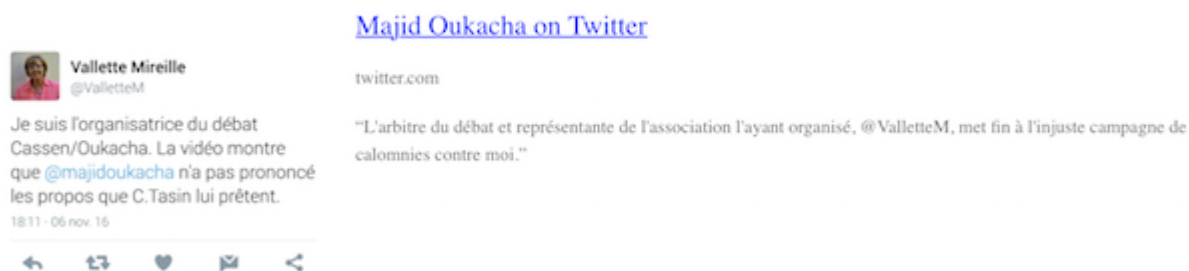 Vallette Mireille
@ValletteM
Je suis l'organisatrice du débat
Cassen/Oukacha. La vidéo montre
que @majidoukacha n'a pas prononcé
les propos que C.Tasin lui prêtent.
18:11 - 06 nov. 16
Majid Oukacha on Twitter
twitter.com
“L'arbitre du débat et représentante de l'association l'ayant organisé, @ValletteM, met fin à l'injuste campagne de
calomnies contre moi.”